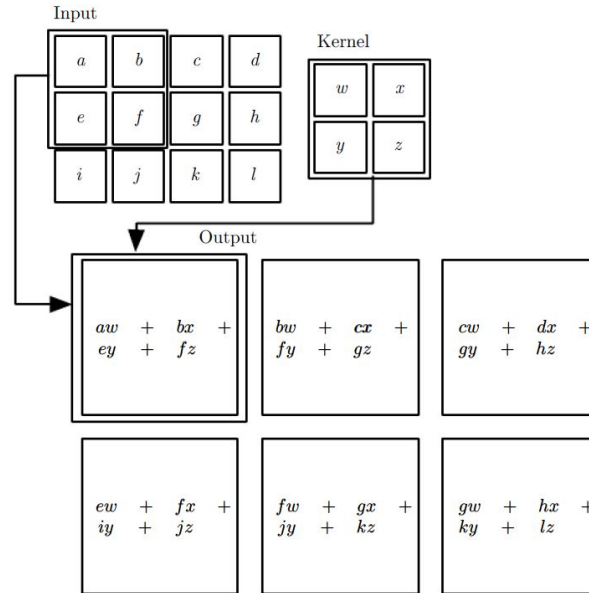 Input
Kernel
a b c d
w x
e f g h
y z
i j k l
Output
aw + bx +
ey + fz
bw + cx +
fy + gz
cw + dx +
gy + hz
ew + fx +
iy + jz
fw + gx +
jy + kz
gw + hx +
ky + lz